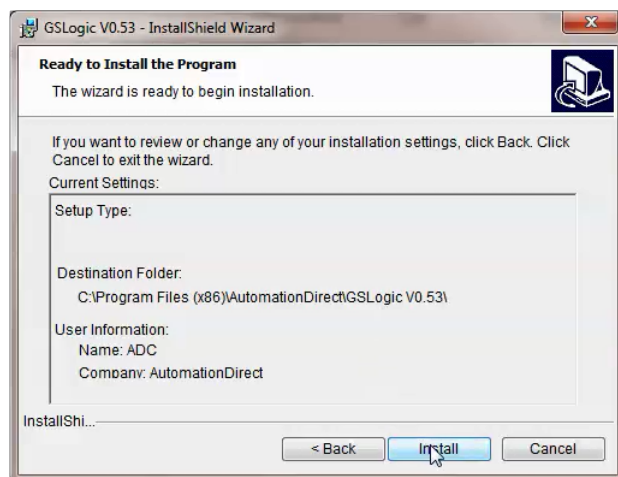 GSLogic V0.53 - InstallShield Wizard
Ready to Install the Program
The wizard is ready to begin installation.
If you want to review or change any of your installation settings, click Back. Click
Cancel to exit the wizard.
Current Settings:
Setup Type:
Destination Folder:
C:\Program Files (x86)\AutomationDirect\GSLogic V0.53\
User Information:
Name: ADC
Company: AutomationDirect
InstallShi...
< Back
Install
Cancel